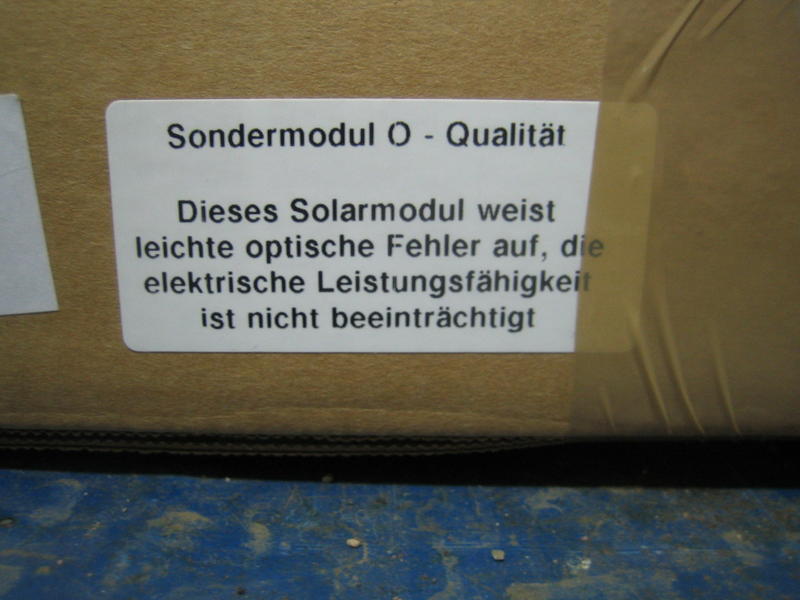 Sondermodul O - Qualität
Dieses Solarmodul weist
leichte optische Fehler auf, die
elektrische Leistungsfähigkeit
ist nicht beeinträchtigt